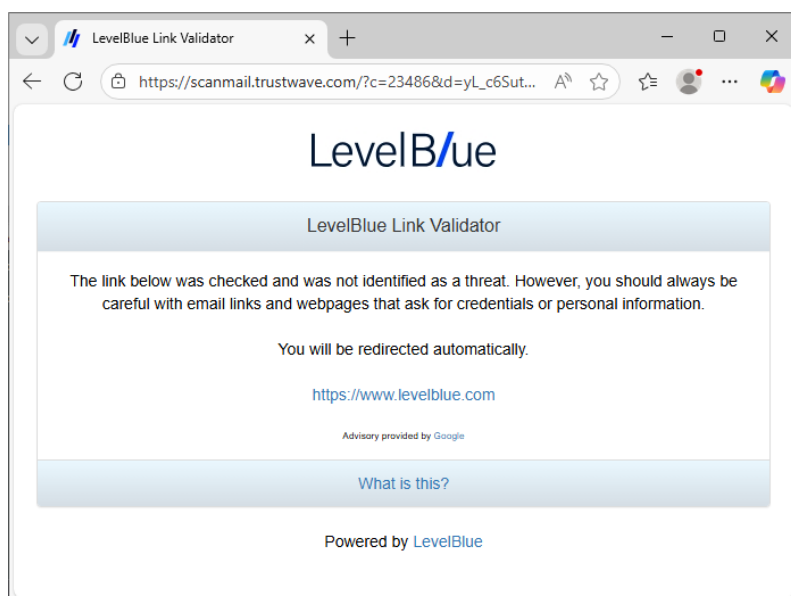 LevelBlue Link Validator
https://scanmail.trustwave.com/?c=23486&d=yL_c6Sut...
LevelBlue
LevelBlue Link Validator
The link below was checked and was not identified as a threat. However, you should always be
careful with email links and webpages that ask for credentials or personal information.
You will be redirected automatically.
https://www.levelblue.com
Advisory provided by Google
What is this?
Powered by LevelBlue